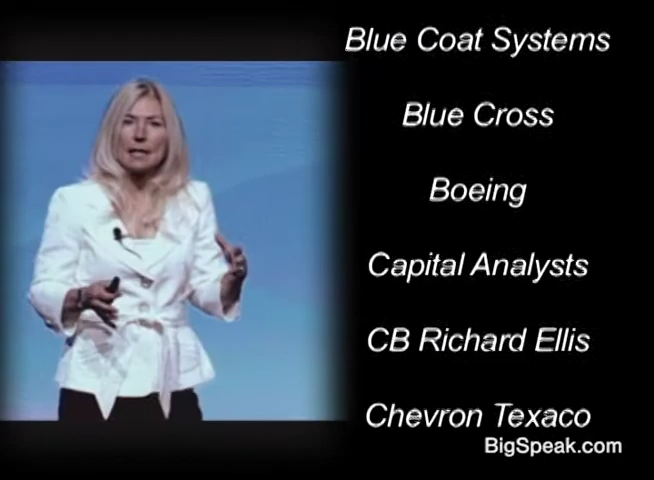 Blue Coat Systems
Blue Cross
Boeing
Capital Analysts
CB Richard Ellis
Chevron Texaco
BigSpeak.com